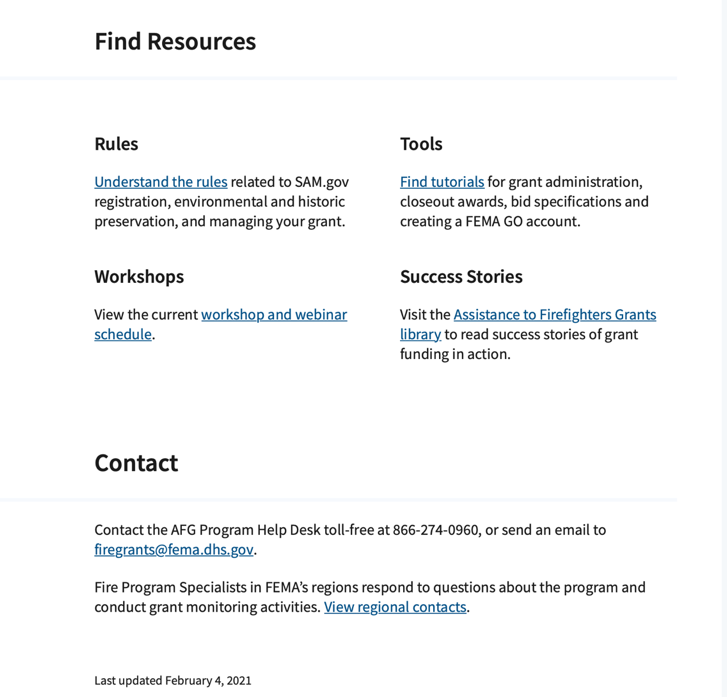 Find Resources
Rules
Understand the rules related to SAM.gov
registration, environmental and historic
preservation, and managing your grant.
Tools
Find tutorials for grant administration,
closeout awards, bid specifications and
creating a FEMA GO account.
Workshops
View the current workshop and webinar
schedule.
Success Stories
Visit the Assistance to Firefighters Grants
library to read success stories of grant
funding in action.
Contact
Contact the AFG Program Help Desk toll-free at 866-274-0960, or send an email to
firegrants@fema.dhs.gov.
Fire Program Specialists in FEMA’s regions respond to questions about the program and
conduct grant monitoring activities. View regional contacts.
Last updated February 4, 2021